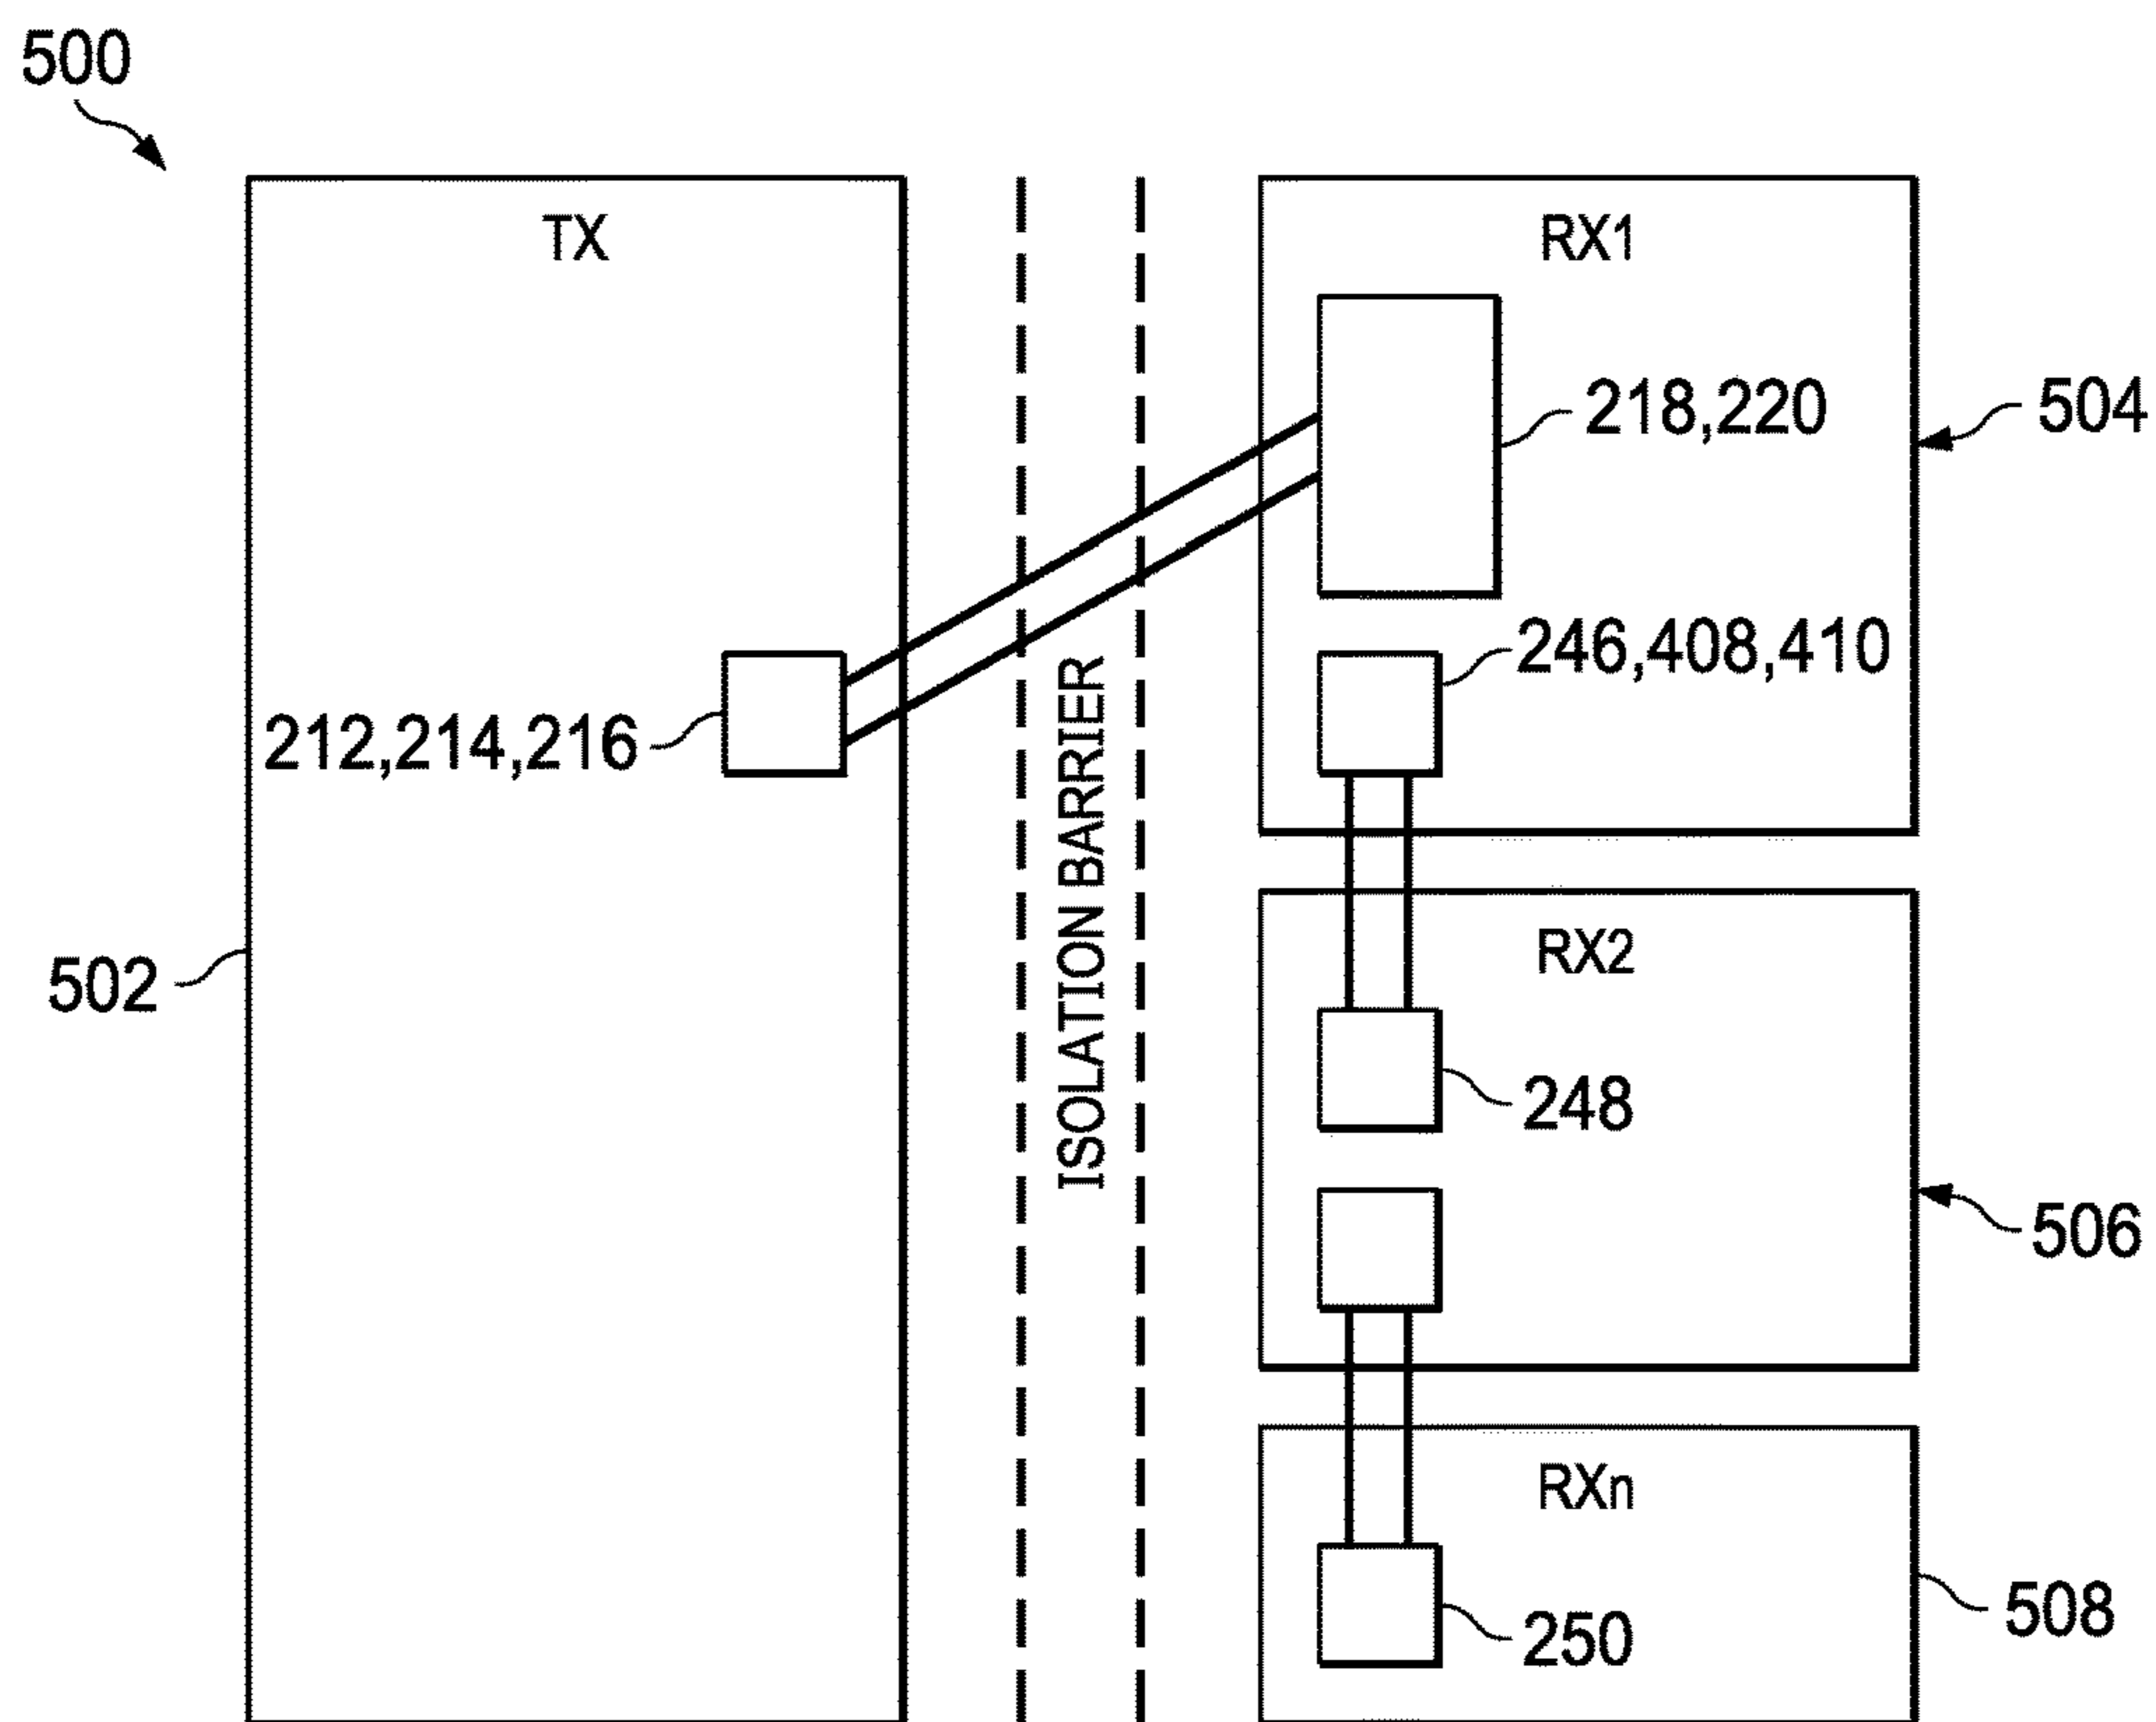 500
TX
RX1
218,220
504
246,408,410
212,214,216
ISOLATION BARRIER
RX2
502
248
506
RXn
508
250